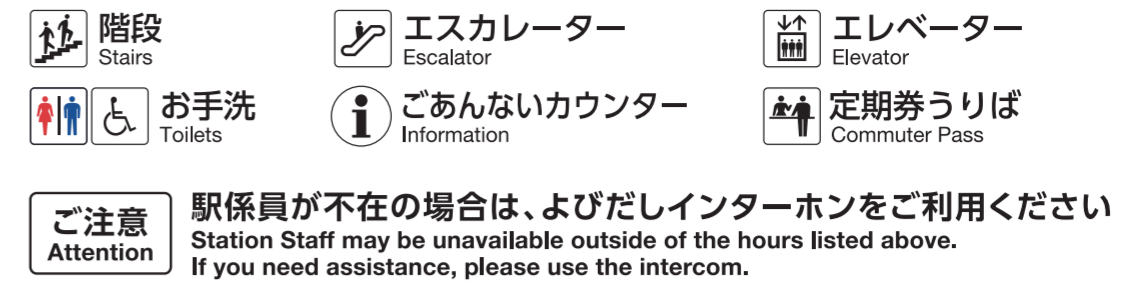 階段 エスカレーター エレベーター
Stairs Escalator Elevator
お手洗 ごあんないカウンター 定期券うりば
Toilets Information Commuter Pass
ご注意
Attention
駅係員が不在の場合は、よびだしインターホンをご利用ください
Station Staff may be unavailable outside of the hours listed above.
If you need assistance, please use the intercom.